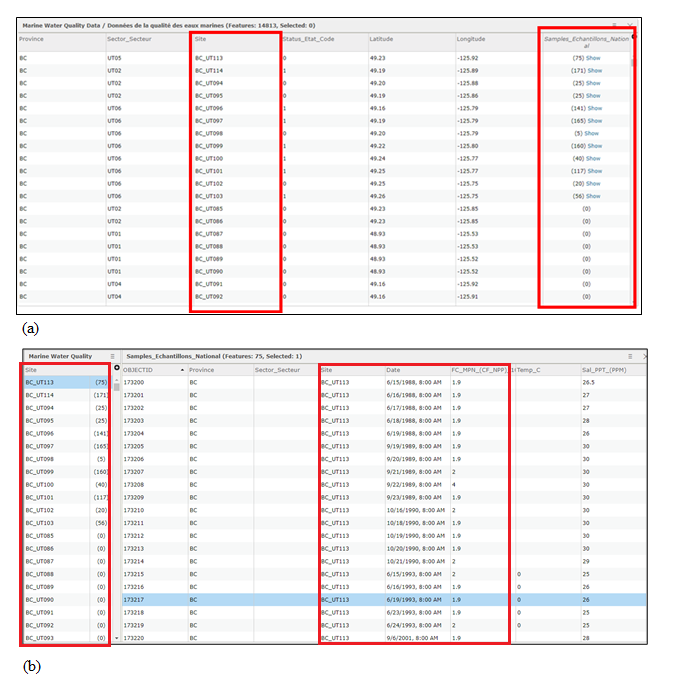 Marine Water Quality Data / Données de la qualité des eaux marines (Features: 14813, Selected: 0)
Province Sector_Secteur Site Status_Etat_Code Latitude Longitude Samples_Echantillons_National
BC UT05 BC_UT113 0 49.23 -125.92 (75) Show
BC UT02 BC_UT114 1 49.19 -125.89 (171) Show
BC UT02 BC_UT094 0 49.20 -125.88 (25) Show
BC UT02 BC_UT095 0 49.19 -125.86 (25) Show
BC UT06 BC_UT096 1 49.16 -125.79 (141) Show
BC UT06 BC_UT097 1 49.19 -125.79 (165) Show
BC UT06 BC_UT098 0 49.20 -125.79 (5) Show
BC UT06 BC_UT099 1 49.22 -125.80 (160) Show
BC UT06 BC_UT100 1 49.24 -125.77 (40) Show
BC UT06 BC_UT101 1 49.25 -125.77 (117) Show
BC UT06 BC_UT102 0 49.25 -125.75 (20) Show
BC UT06 BC_UT103 1 49.26 -125.75 (56) Show
BC UT02 BC_UT085 0 49.23 -125.85 (0)
BC UT02 BC_UT086 0 49.23 -125.85 (0)
BC UT01 BC_UT087 0 48.93 -125.53 (0)
BC UT01 BC_UT088 0 48.93 -125.53 (0)
BC UT01 BC_UT089 0 48.93 -125.52 (0)
BC UT01 BC_UT090 0 48.93 -125.52 (0)
BC UT04 BC_UT091 0 49.16 -125.92 (0)
BC UT04 BC_UT092 0 49.16 -125.91 (0)
(a)
Marine Water Quality Samples_Echantillons_National (Features: 75, Selected: 1)
Site OBJECTID Province Sector_Secteur Site Date FC_MPN_(CF_NPP) Temp_C Sal_PPT_(PPM)
BC_UT113 (75) 173200 BC BC_UT113 6/15/1988, 8:00 AM 1.9 26.5
BC_UT114 (171) 173201 BC BC_UT113 6/16/1988, 8:00 AM 1.9 27
BC_UT094 (25) 173202 BC BC_UT113 6/17/1988, 8:00 AM 1.9 27
BC_UT095 (25) 173203 BC BC_UT113 6/18/1988, 8:00 AM 1.9 28
BC_UT096 (141) 173204 BC BC_UT113 6/19/1988, 8:00 AM 1.9 26
BC_UT097 (165) 173205 BC BC_UT113 9/19/1989, 8:00 AM 1.9 30
BC_UT098 (5) 173206 BC BC_UT113 9/20/1989, 8:00 AM 1.9 30
BC_UT099 (160) 173207 BC BC_UT113 9/21/1989, 8:00 AM 2 30
BC_UT100 (40) 173208 BC BC_UT113 9/22/1989, 8:00 AM 4 30
BC_UT101 (117) 173209 BC BC_UT113 9/23/1989, 8:00 AM 1.9 30
BC_UT102 (20) 173210 BC BC_UT113 10/16/1990, 8:00 AM 2 30
BC_UT103 (56) 173211 BC BC_UT113 10/18/1990, 8:00 AM 1.9 30
BC_UT085 (0) 173212 BC BC_UT113 10/19/1990, 8:00 AM 1.9 30
BC_UT086 (0) 173213 BC BC_UT113 10/20/1990, 8:00 AM 1.9 30
BC_UT087 (0) 173214 BC BC_UT113 10/21/1990, 8:00 AM 2 29
BC_UT088 (0) 173215 BC BC_UT113 6/15/1993, 8:00 AM 2 0 25
BC_UT089 (0) 173216 BC BC_UT113 6/16/1993, 8:00 AM 1.9 0 26
BC_UT090 (0) 173217 BC BC_UT113 6/19/1993, 8:00 AM 1.9 0 26
BC_UT091 (0) 173218 BC BC_UT113 6/23/1993, 8:00 AM 1.9 0 25
BC_UT092 (0) 173219 BC BC_UT113 6/24/1993, 8:00 AM 2 0 25
BC_UT093 (0) 173220 BC BC_UT113 9/6/2001, 8:00 AM 1.9 28
(b)